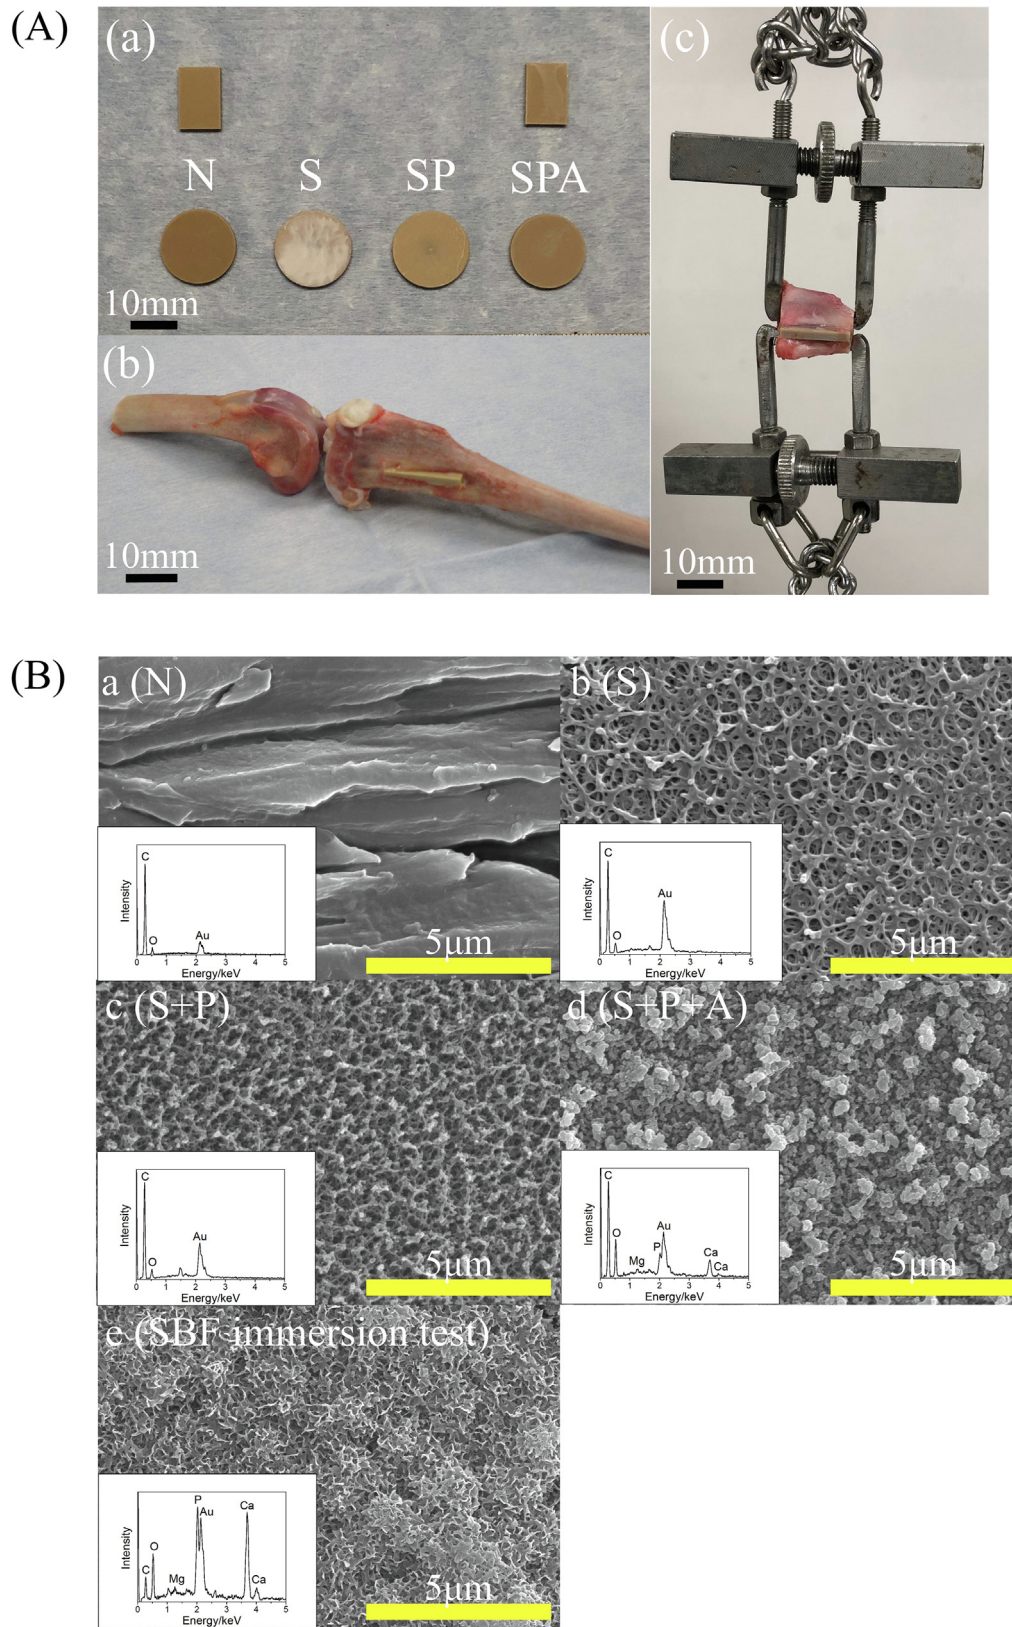 (A)
(a)
N S SP SPA
10mm
(b)
10mm
(c)
10mm
(B)
a (N)
Intensity
C
O
Au
0 1 2 3 4 5
Energy/keV
5μm
b (S)
Intensity
C
O
Au
0 1 2 3 4 5
Energy/keV
5μm
c (S+P)
Intensity
C
O
Au
0 1 2 3 4 5
Energy/keV
5μm
d (S+P+A)
Intensity
C
O
Mg
P
Au
Ca
Ca
0 1 2 3 4 5
Energy/keV
5μm
e (SBF immersion test)
Intensity
C
O
Mg
P
Au
Ca
Ca
0 1 2 3 4 5
Energy/keV
5μm